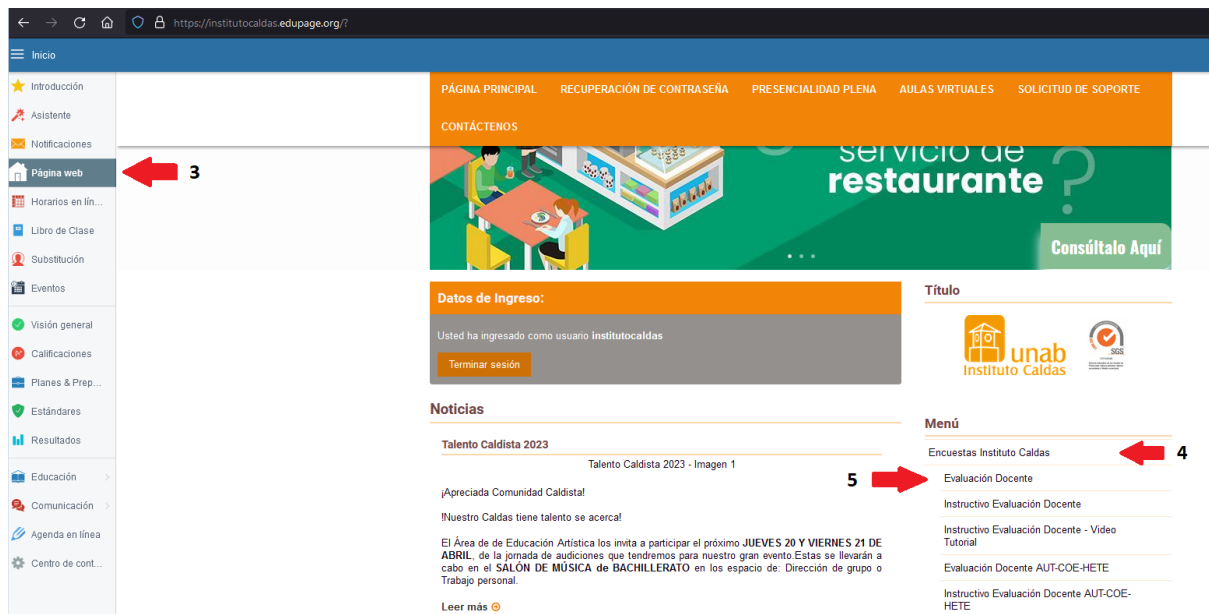 https://institutocaldas.edupage.org/?
Inicio
Introducción
Asistente
Notificaciones
Página web
Horarios en lín...
Libro de Clase
Substitución
Eventos
Visión general
Calificaciones
Planes & Prep...
Estándares
Resultados
Educación
Comunicación
Agenda en línea
Centro de cont...
3
PÁGINA PRINCIPAL RECUPERACIÓN DE CONTRASEÑA PRESENCIALIDAD PLENA AULAS VIRTUALES SOLICITUD DE SOPORTE
CONTÁCTENOS
servicio de
restaurante ?
Consúltalo Aquí
Datos de Ingreso:
Usted ha ingresado como usuario institutocaldas
Terminar sesión
Noticias
Talento Caldista 2023
Talento Caldista 2023 - Imagen 1
¡Apreciada Comunidad Caldista!
!Nuestro Caldas tiene talento se acerca!
El Área de de Educación Artística los invita a participar el próximo JUEVES 20 Y VIERNES 21 DE
ABRIL, de la jornada de audiciones que tendremos para nuestro gran evento.Estas se llevarán a
cabo en el SALÓN DE MÚSICA de BACHILLERATO en los espacio de: Dirección de grupo o
Trabajo personal.
Leer más
Título
unab
Instituto Caldas
SGS
Menú
Encuestas Instituto Caldas
4
5
Evaluación Docente
Instructivo Evaluación Docente
Instructivo Evaluación Docente - Video
Tutorial
Evaluación Docente AUT-COE-HETE
Instructivo Evaluación Docente AUT-COE-
HETE